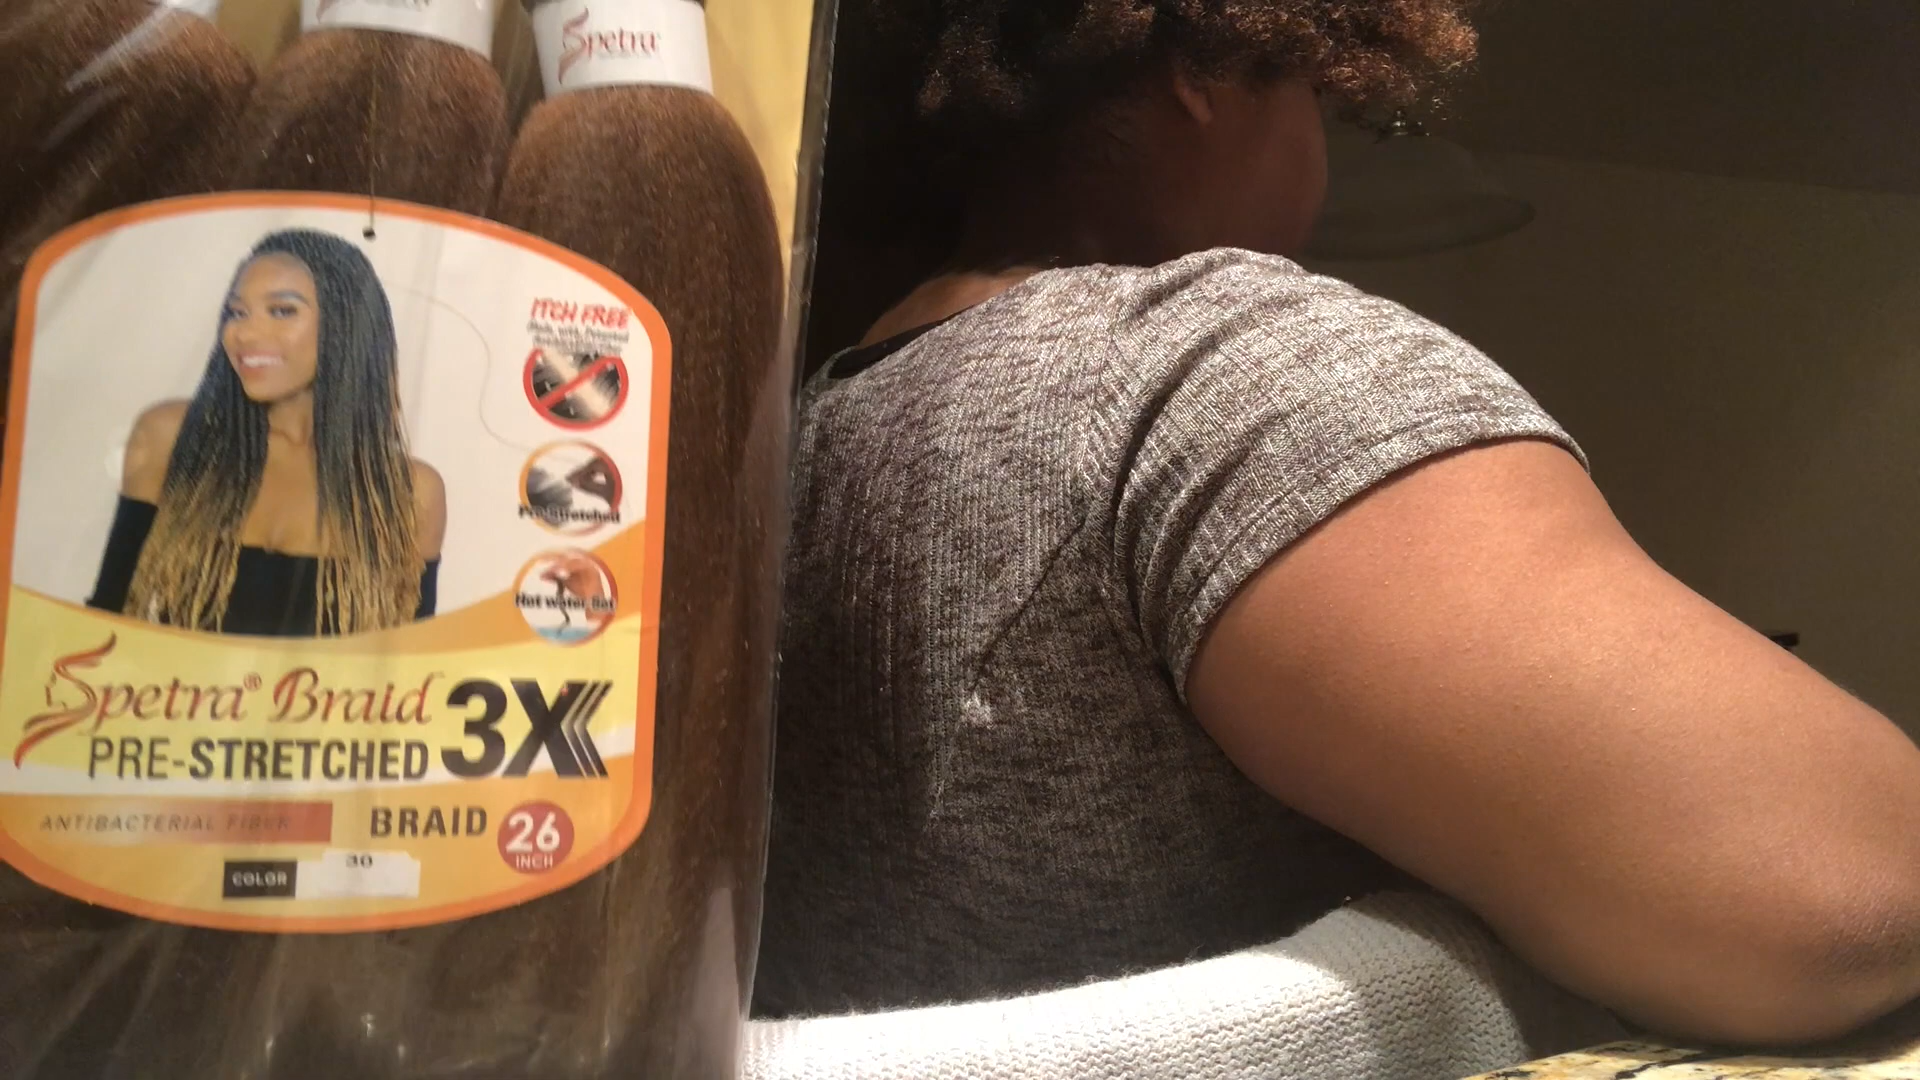 Spetra
ITCH FREE
Pre-Stretched
Hot Water Set
Spetra® Braid
PRE-STRETCHED 3X
ANTIBACTERIAL FIBER
BRAID 26 INCH
COLOR 30